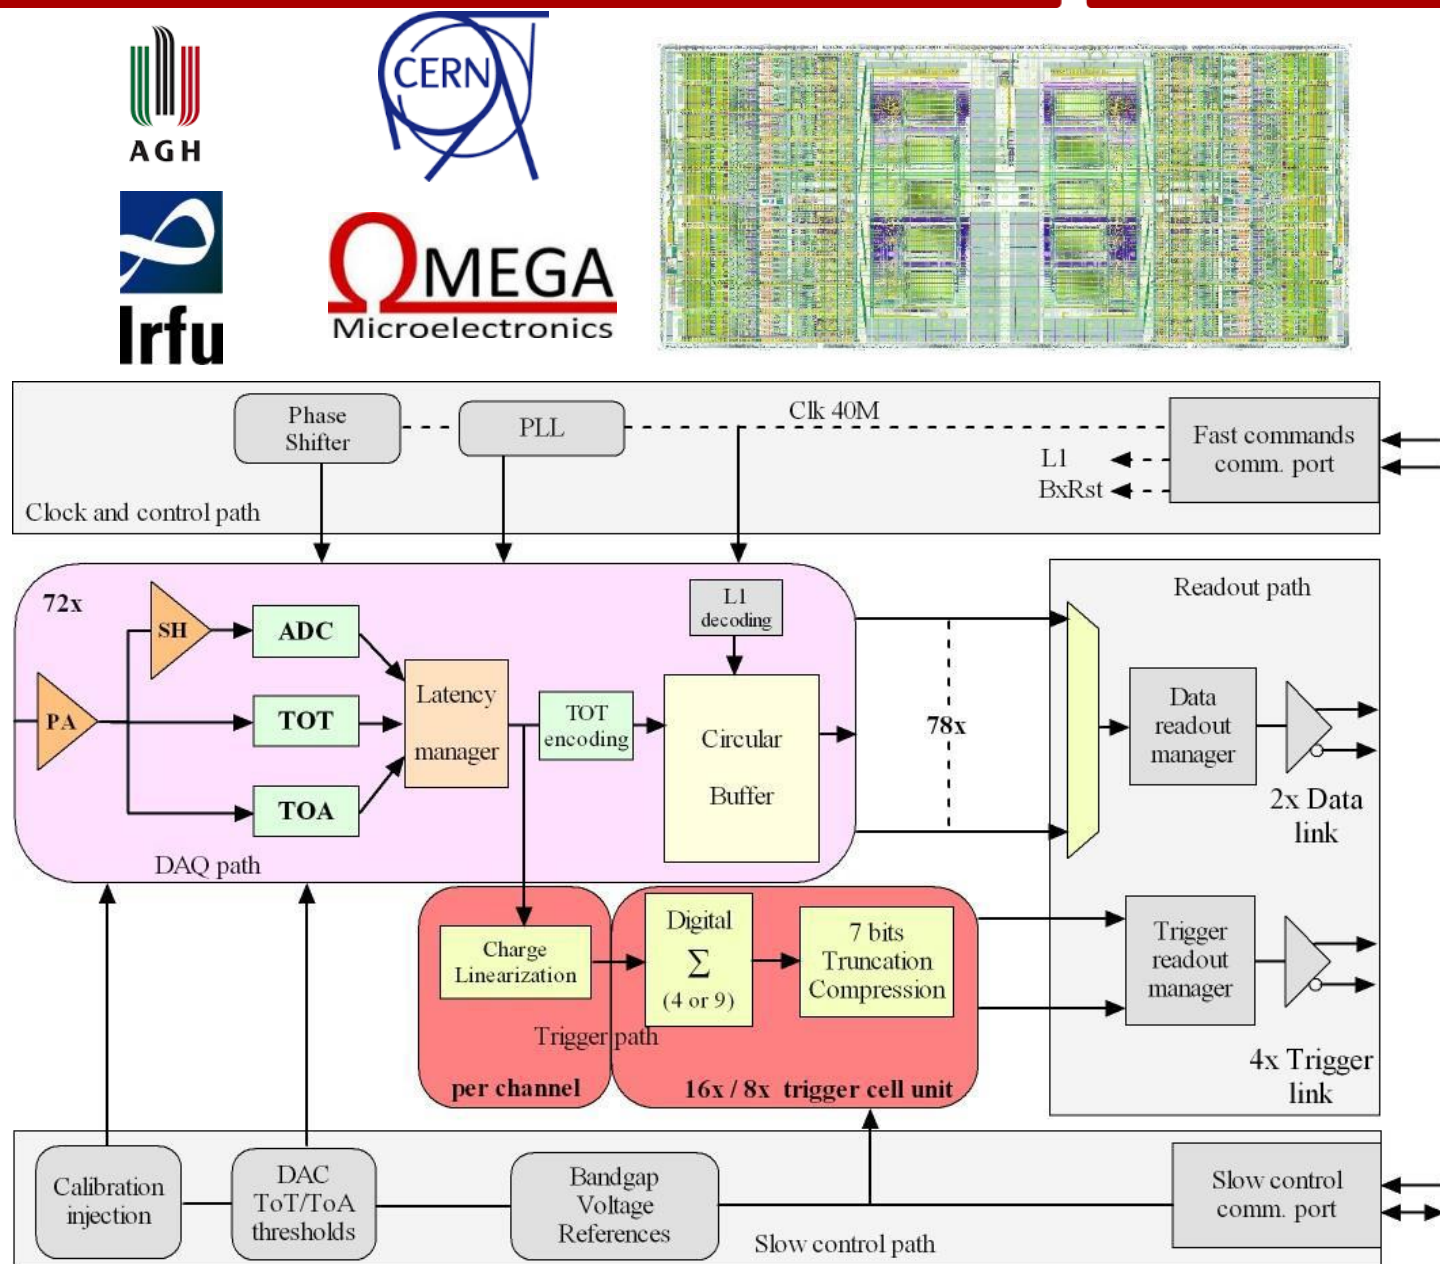 AGH
CERN
Irfu
ΩMEGA
Microelectronics
Phase
Shifter
PLL
Clk 40M
Fast commands
comm. port
L1
BxRst
Clock and control path
72x
SH
ADC
PA
TOT
TOA
Latency
manager
TOT
encoding
L1
decoding
Circular
Buffer
DAQ path
78x
Readout path
Data
readout
manager
2x Data
link
Charge
Linearization
Digital
Σ
(4 or 9)
7 bits
Truncation
Compression
Trigger path
per channel
16x / 8x trigger cell unit
Trigger
readout
manager
4x Trigger
link
Calibration
injection
DAC
ToT/ToA
thresholds
Bandgap
Voltage
References
Slow control path
Slow control
comm. port